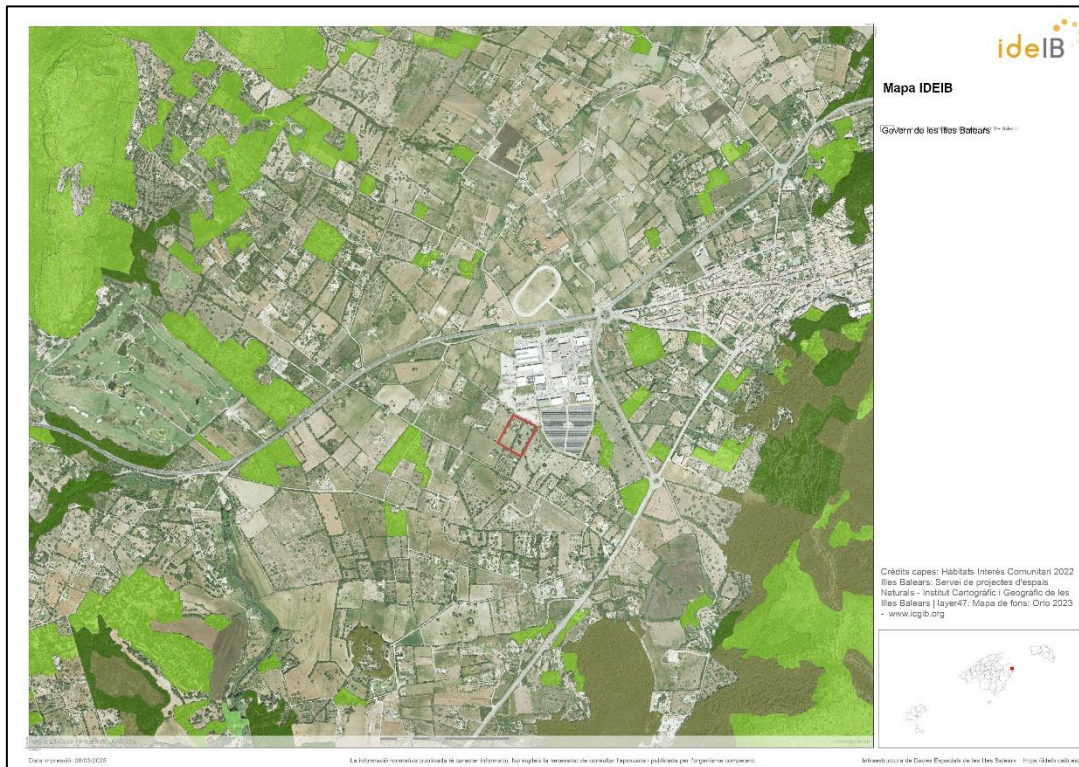 ideIB
Mapa IDEIB
Govern de les Illes Balears
Crèdits capes: Hàbitats Interès Comunitari 2022
Illes Balears: Servei de projectes d'espais
Naturals - Institut Cartogràfic i Geogràfic de les
Illes Balears | layer47: Mapa de fons: Orto 2023
- www.icgib.org
La informació normativa publicada té caràcter informatiu. No supleix la necessitat de consultar l'aprovada i publicada per l'organisme competent.
Infraestructura de Dades Espacials de les Illes Balears